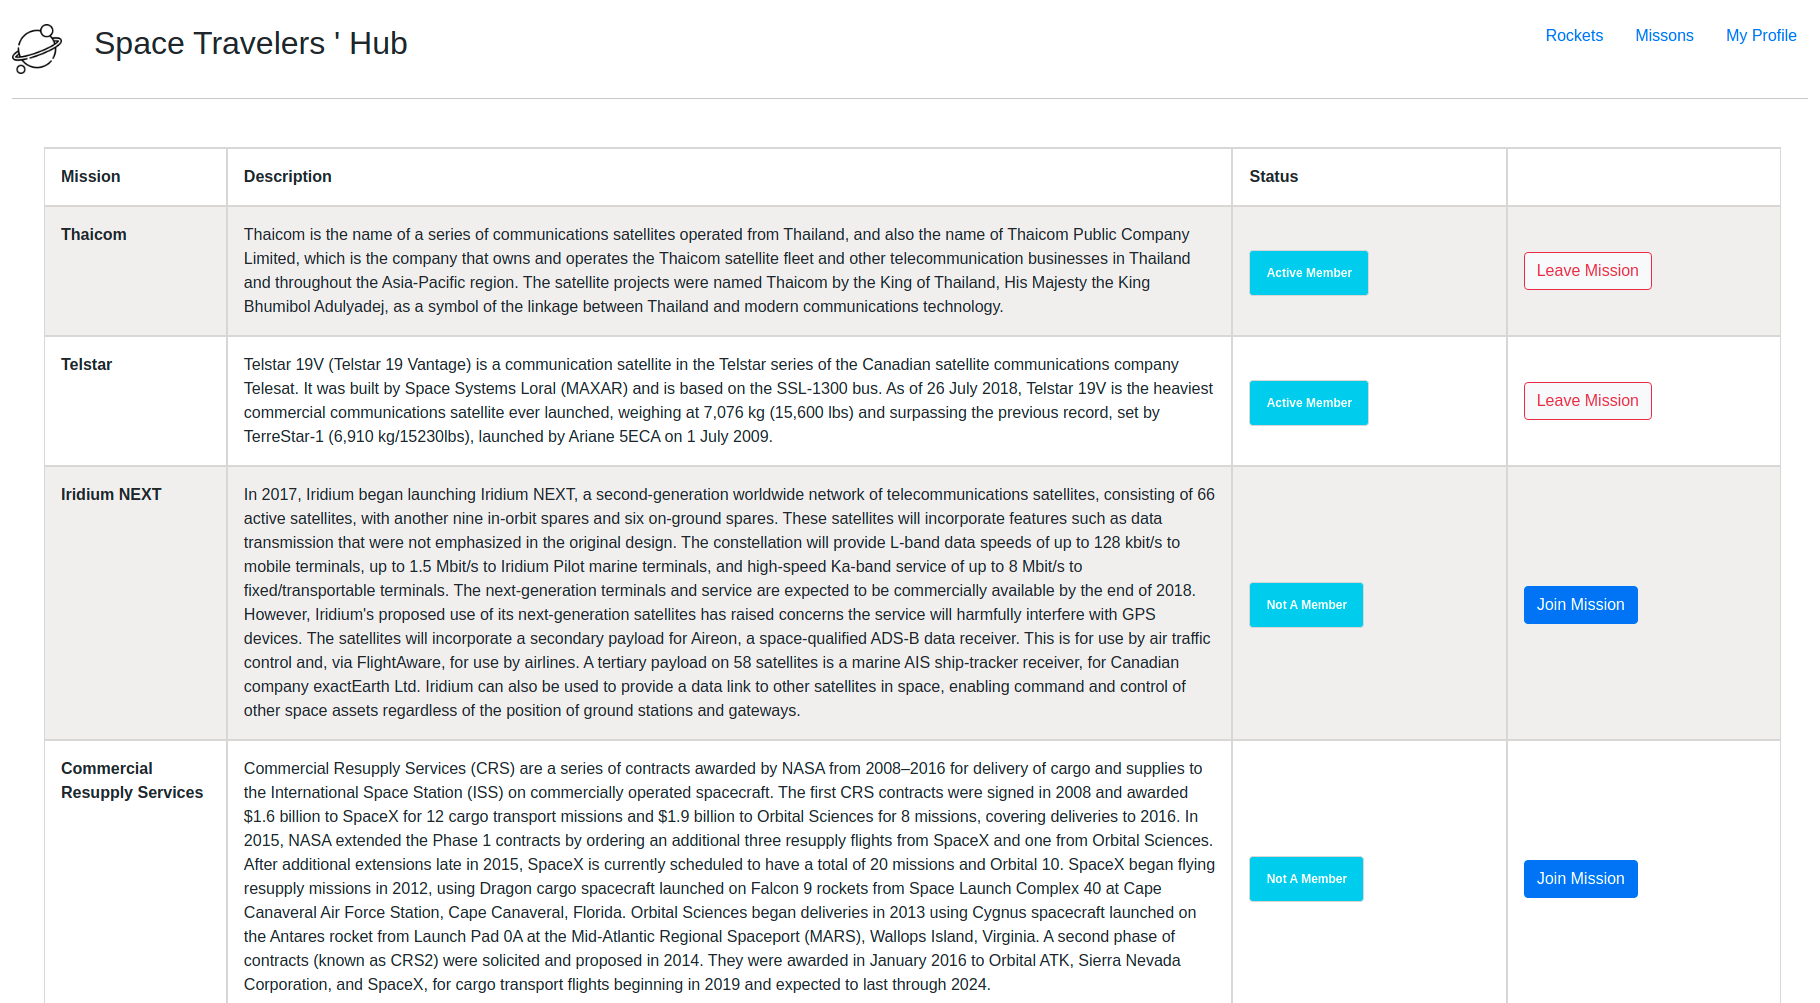 Space Travelers ' Hub
Rockets
Missons
My Profile
Mission
Description
Status
Thaicom
Thaicom is the name of a series of communications satellites operated from Thailand, and also the name of Thaicom Public Company
Limited, which is the company that owns and operates the Thaicom satellite fleet and other telecommunication businesses in Thailand
and throughout the Asia-Pacific region. The satellite projects were named Thaicom by the King of Thailand, His Majesty the King
Bhumibol Adulyadej, as a symbol of the linkage between Thailand and modern communications technology.
Active Member
Leave Mission
Telstar
Telstar 19V (Telstar 19 Vantage) is a communication satellite in the Telstar series of the Canadian satellite communications company
Telesat. It was built by Space Systems Loral (MAXAR) and is based on the SSL-1300 bus. As of 26 July 2018, Telstar 19V is the heaviest
commercial communications satellite ever launched, weighing at 7,076 kg (15,600 lbs) and surpassing the previous record, set by
TerreStar-1 (6,910 kg/15230lbs), launched by Ariane 5ECA on 1 July 2009.
Active Member
Leave Mission
Iridium NEXT
In 2017, Iridium began launching Iridium NEXT, a second-generation worldwide network of telecommunications satellites, consisting of 66
active satellites, with another nine in-orbit spares and six on-ground spares. These satellites will incorporate features such as data
transmission that were not emphasized in the original design. The constellation will provide L-band data speeds of up to 128 kbit/s to
mobile terminals, up to 1.5 Mbit/s to Iridium Pilot marine terminals, and high-speed Ka-band service of up to 8 Mbit/s to
fixed/transportable terminals. The next-generation terminals and service are expected to be commercially available by the end of 2018.
However, Iridium's proposed use of its next-generation satellites has raised concerns the service will harmfully interfere with GPS
devices. The satellites will incorporate a secondary payload for Aireon, a space-qualified ADS-B data receiver. This is for use by air traffic
control and, via FlightAware, for use by airlines. A tertiary payload on 58 satellites is a marine AIS ship-tracker receiver, for Canadian
company exactEarth Ltd. Iridium can also be used to provide a data link to other satellites in space, enabling command and control of
other space assets regardless of the position of ground stations and gateways.
Not A Member
Join Mission
Commercial
Resupply Services
Commercial Resupply Services (CRS) are a series of contracts awarded by NASA from 2008–2016 for delivery of cargo and supplies to
the International Space Station (ISS) on commercially operated spacecraft. The first CRS contracts were signed in 2008 and awarded
$1.6 billion to SpaceX for 12 cargo transport missions and $1.9 billion to Orbital Sciences for 8 missions, covering deliveries to 2016. In
2015, NASA extended the Phase 1 contracts by ordering an additional three resupply flights from SpaceX and one from Orbital Sciences.
After additional extensions late in 2015, SpaceX is currently scheduled to have a total of 20 missions and Orbital 10. SpaceX began flying
resupply missions in 2012, using Dragon cargo spacecraft launched on Falcon 9 rockets from Space Launch Complex 40 at Cape
Canaveral Air Force Station, Cape Canaveral, Florida. Orbital Sciences began deliveries in 2013 using Cygnus spacecraft launched on
the Antares rocket from Launch Pad 0A at the Mid-Atlantic Regional Spaceport (MARS), Wallops Island, Virginia. A second phase of
contracts (known as CRS2) were solicited and proposed in 2014. They were awarded in January 2016 to Orbital ATK, Sierra Nevada
Corporation, and SpaceX, for cargo transport flights beginning in 2019 and expected to last through 2024.
Not A Member
Join Mission